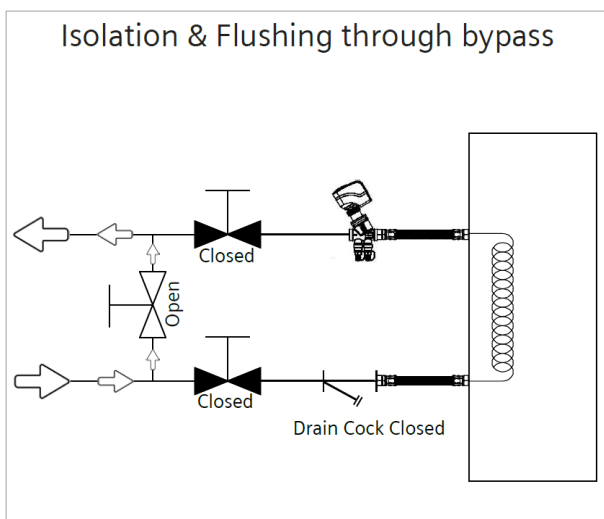 Isolation & Flushing through bypass
Closed
Open
Closed
Drain Cock Closed